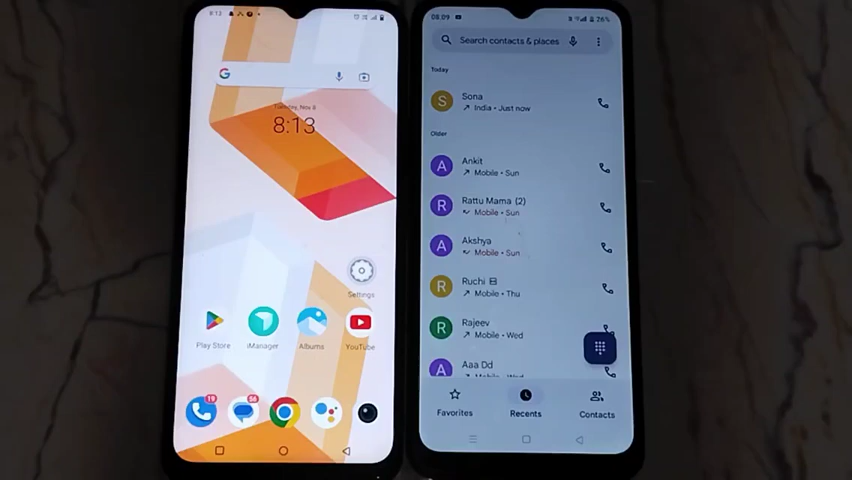 8:13
Tuesday, Nov 8
8:13
Settings
Play Store
iManager
Albums
YouTube
19
56
08:09
76%
Search contacts & places
Today
S
Sona
India • Just now
Older
A
Ankit
Mobile • Sun
R
Rattu Mama (2)
Mobile • Sun
A
Akshya
Mobile • Sun
R
Ruchi
Mobile • Thu
R
Rajeev
Mobile • Wed
A
Aaa Dd
Mobile • Wed
Favorites
Recents
Contacts